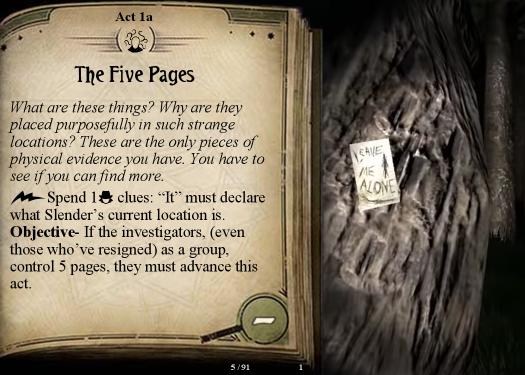 Act 1a
The Five Pages
What are these things? Why are they
placed purposefully in such strange
locations? These are the only pieces of
physical evidence you have. You have to
see if you can find more.
Spend 1 clues: “It” must declare
what Slender’s current location is.
Objective- If the investigators, (even
those who’ve resigned) as a group,
control 5 pages, they must advance this
act.
–
5 / 91
1
EAVE
ME
ALONE